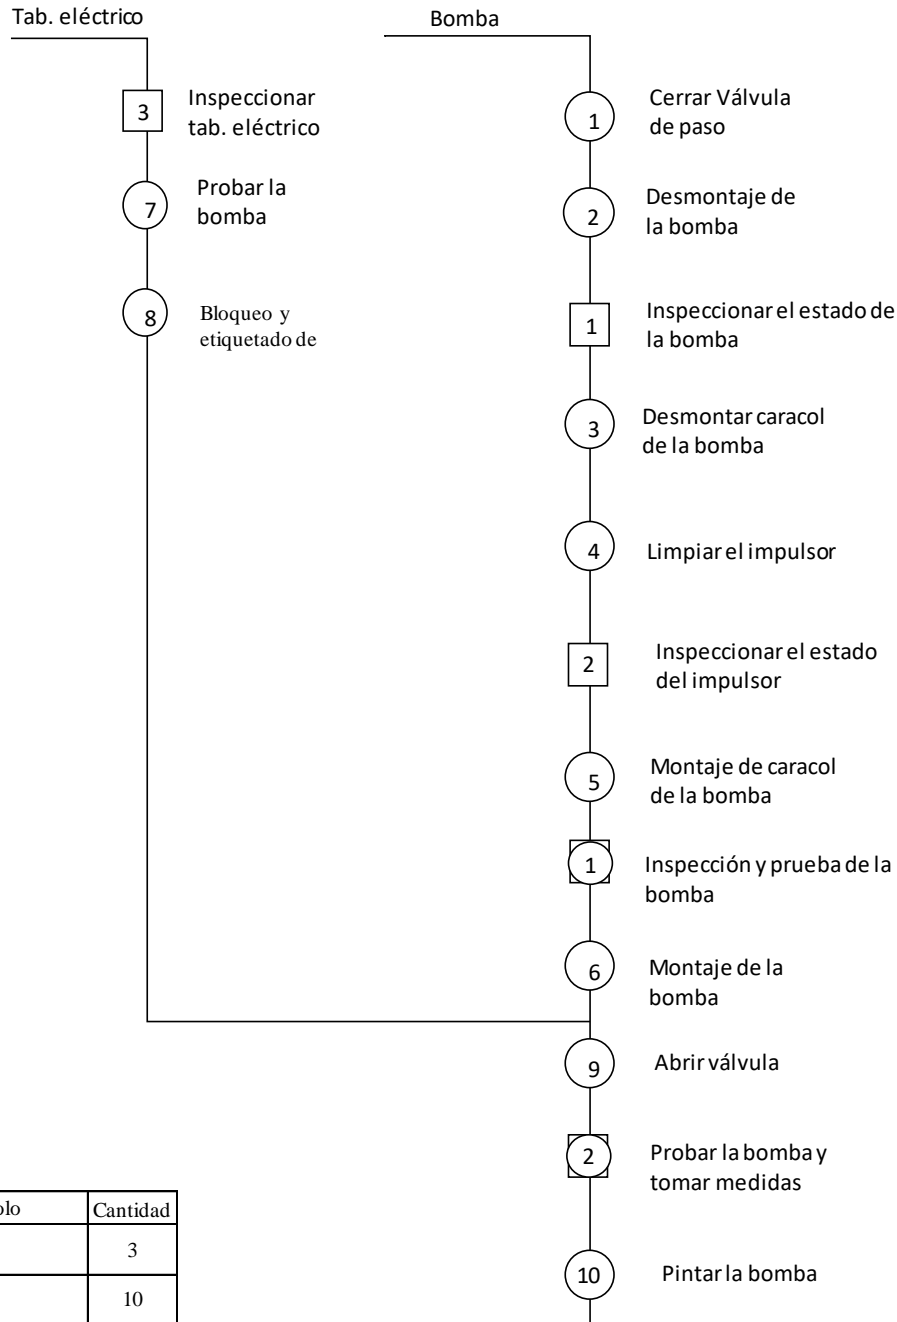 Tab. eléctrico
3
Inspeccionar
tab. eléctrico
7
Probar la
bomba
8
Bloqueo y
etiquetado de
Bomba
1
Cerrar Válvula
de paso
2
Desmontaje de
la bomba
1
Inspeccionar el estado de
la bomba
3
Desmontar caracol
de la bomba
4
Limpiar el impulsor
2
Inspeccionar el estado
del impulsor
5
Montaje de caracol
de la bomba
1
Inspección y prueba de la
bomba
6
Montaje de la
bomba
9
Abrir válvula
2
Probar la bomba y
tomar medidas
10
Pintar la bomba
Cantidad
3
10